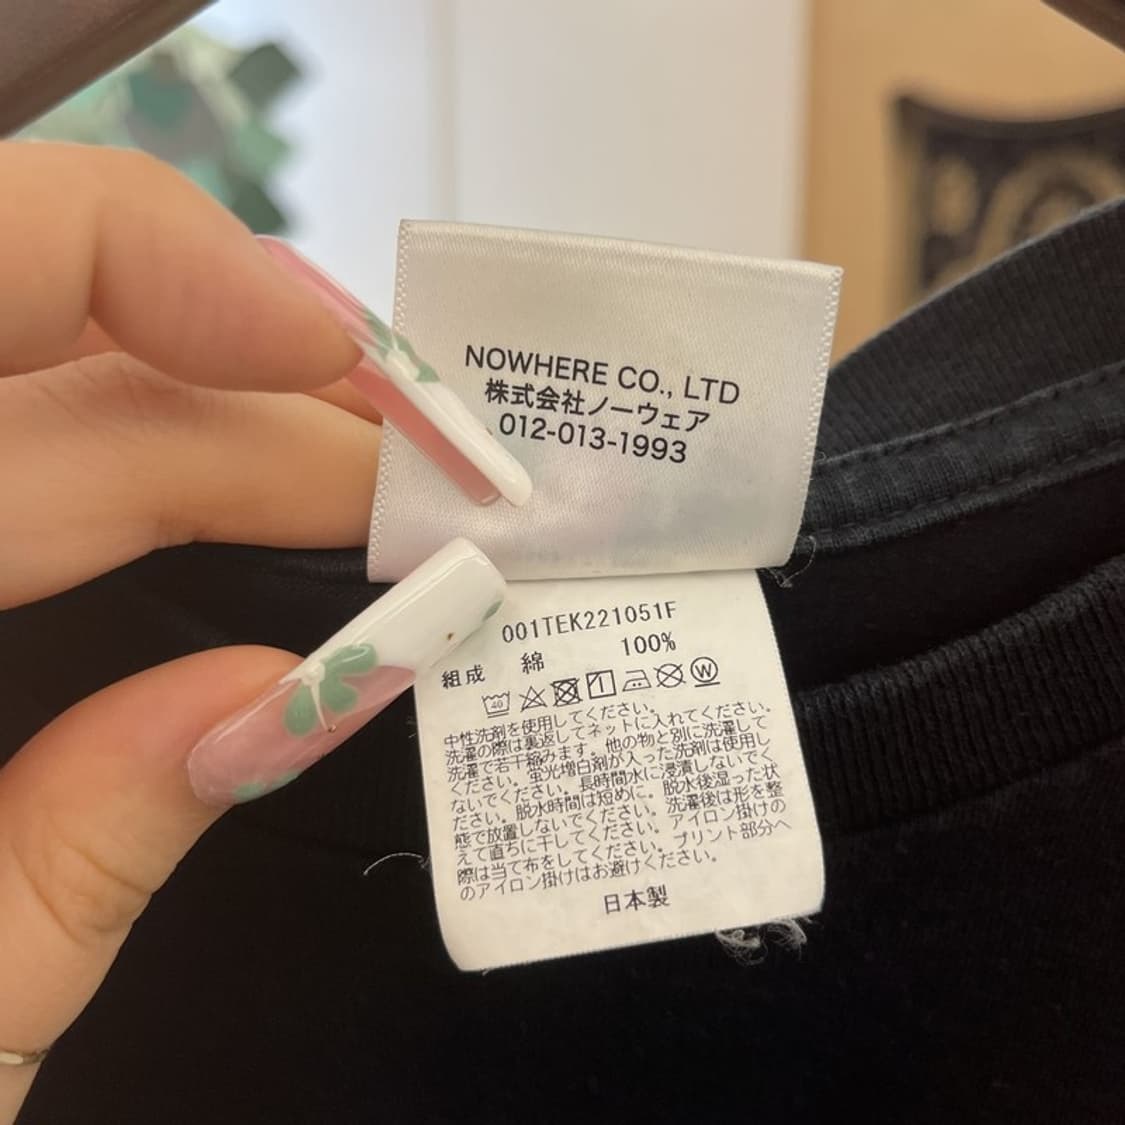 NOWHERE CO., LTD
株式会社ノーウェア
012-013-1993
001TEK221051F
組成 綿 100%
40 W
中性洗剤を使用してください。
洗濯の際は裏返してネットに入れてください。
洗濯で若干縮みます。他の物と別に洗濯して
ください。蛍光増白剤が入った洗剤は使用し
ないでください。長時間水に浸漬しないでく
ださい。脱水時間は短めに。脱水後湿った状
態で放置しないでください。洗濯後は形を整
えて直ちに干してください。アイロン掛けの
際は当て布をしてください。プリント部分へ
のアイロン掛けはお避けください。
日本製